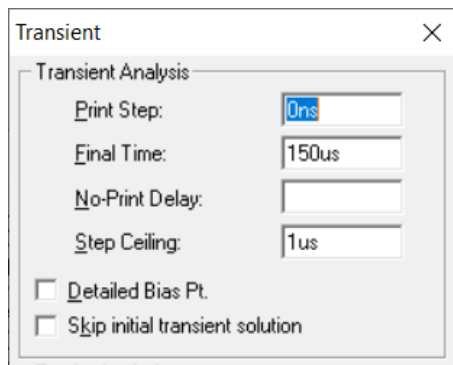 Transient
Transient Analysis
Print Step: 0ns
Final Time: 150us
No-Print Delay:
Step Ceiling: 1us
Detailed Bias Pt.
Skip initial transient solution